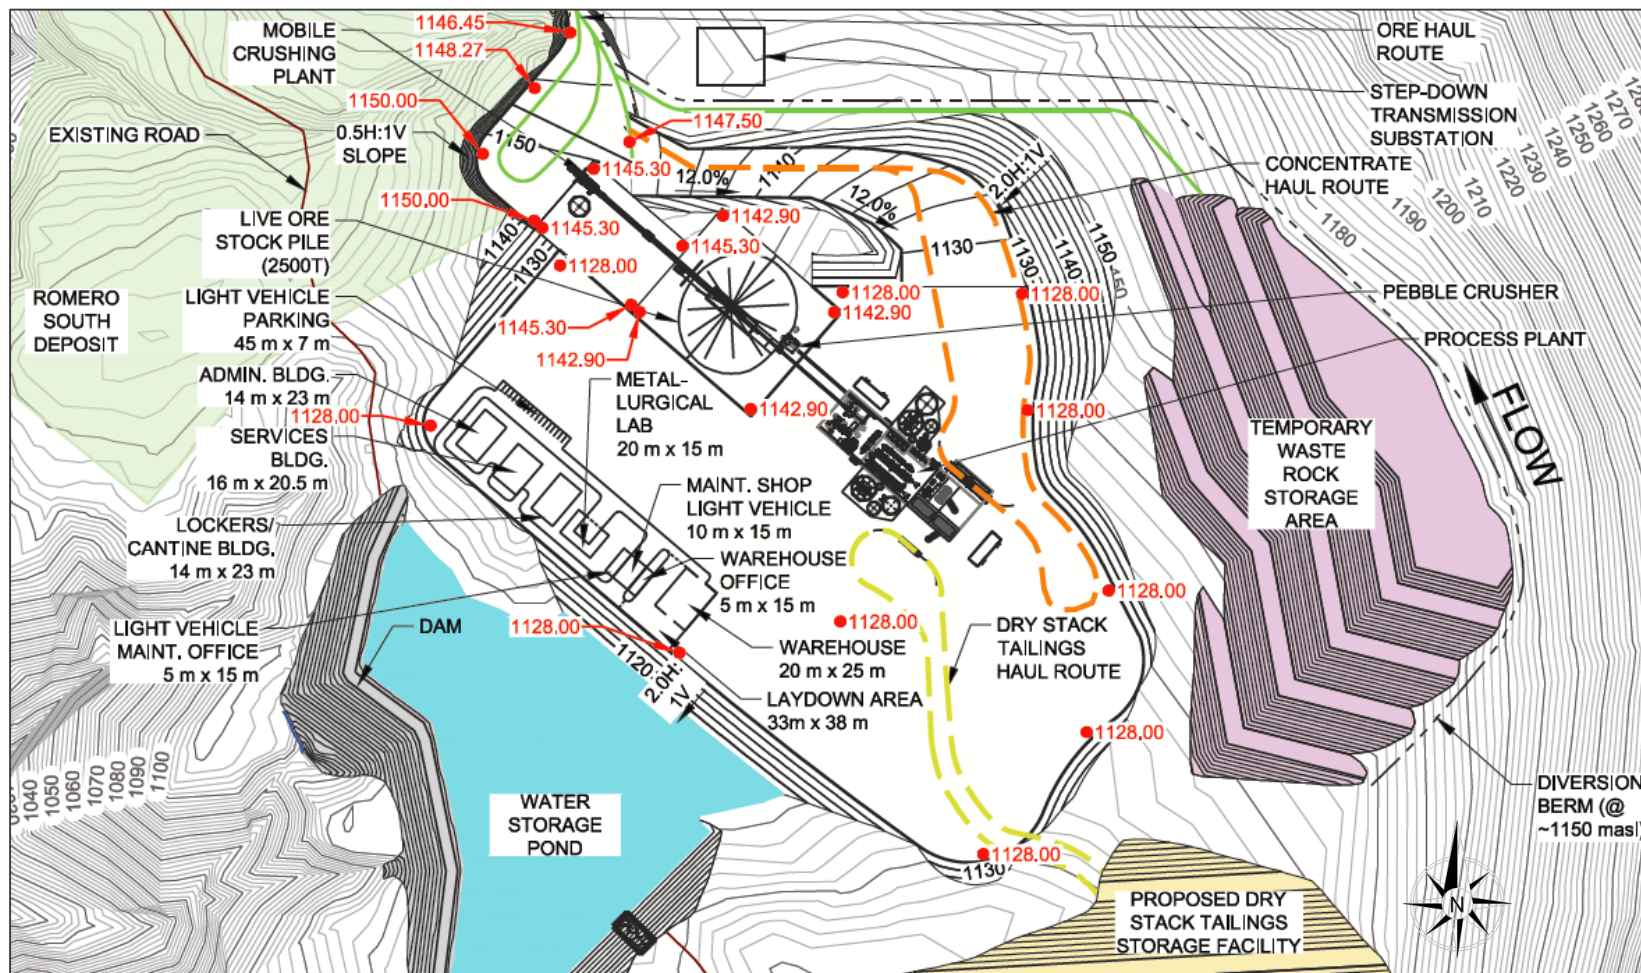 MOBILE
CRUSHING
PLANT
1146.45
1148.27
1150.00
EXISTING ROAD
0.5H:1V
SLOPE
1150
1147.50
1145.30
12.0%
1140
12.0%
2.0H:1V
ORE HAUL
ROUTE
STEP-DOWN
TRANSMISSION
SUBSTATION
CONCENTRATE
HAUL ROUTE
1270
1260
1250
1240
1230
1220
1210
1200
1190
1180
1150.00
1145.30
1142.90
1145.30
LIVE ORE
STOCK PILE
(2500T)
1140
1130
1128.00
1130
1130
1140
1150
1128.00
1142.90
1128.00
PEBBLE CRUSHER
PROCESS PLANT
ROMERO
SOUTH
DEPOSIT
LIGHT VEHICLE
PARKING
45 m x 7 m
1145.30
1142.90
ADMIN. BLDG.
14 m x 23 m
1128.00
SERVICES
BLDG.
16 m x 20.5 m
METAL-
LURGICAL
LAB
20 m x 15 m
1142.90
1128.00
FLOW
TEMPORARY
WASTE
ROCK
STORAGE
AREA
LOCKERS/
CANTINE BLDG.
14 m x 23 m
MAINT. SHOP
LIGHT VEHICLE
10 m x 15 m
WAREHOUSE
OFFICE
5 m x 15 m
1128.00
LIGHT VEHICLE
MAINT. OFFICE
5 m x 15 m
DAM
1128.00
1128.00
1120
2.0H:
1V
WAREHOUSE
20 m x 25 m
LAYDOWN AREA
33m x 38 m
DRY STACK
TAILINGS
HAUL ROUTE
1128.00
1040
1050
1060
1070
1080
1090
1100
WATER
STORAGE
POND
1128.00
1130
DIVERSION
BERM (@
~1150 masl)
PROPOSED DRY
STACK TAILINGS
STORAGE FACILITY
N